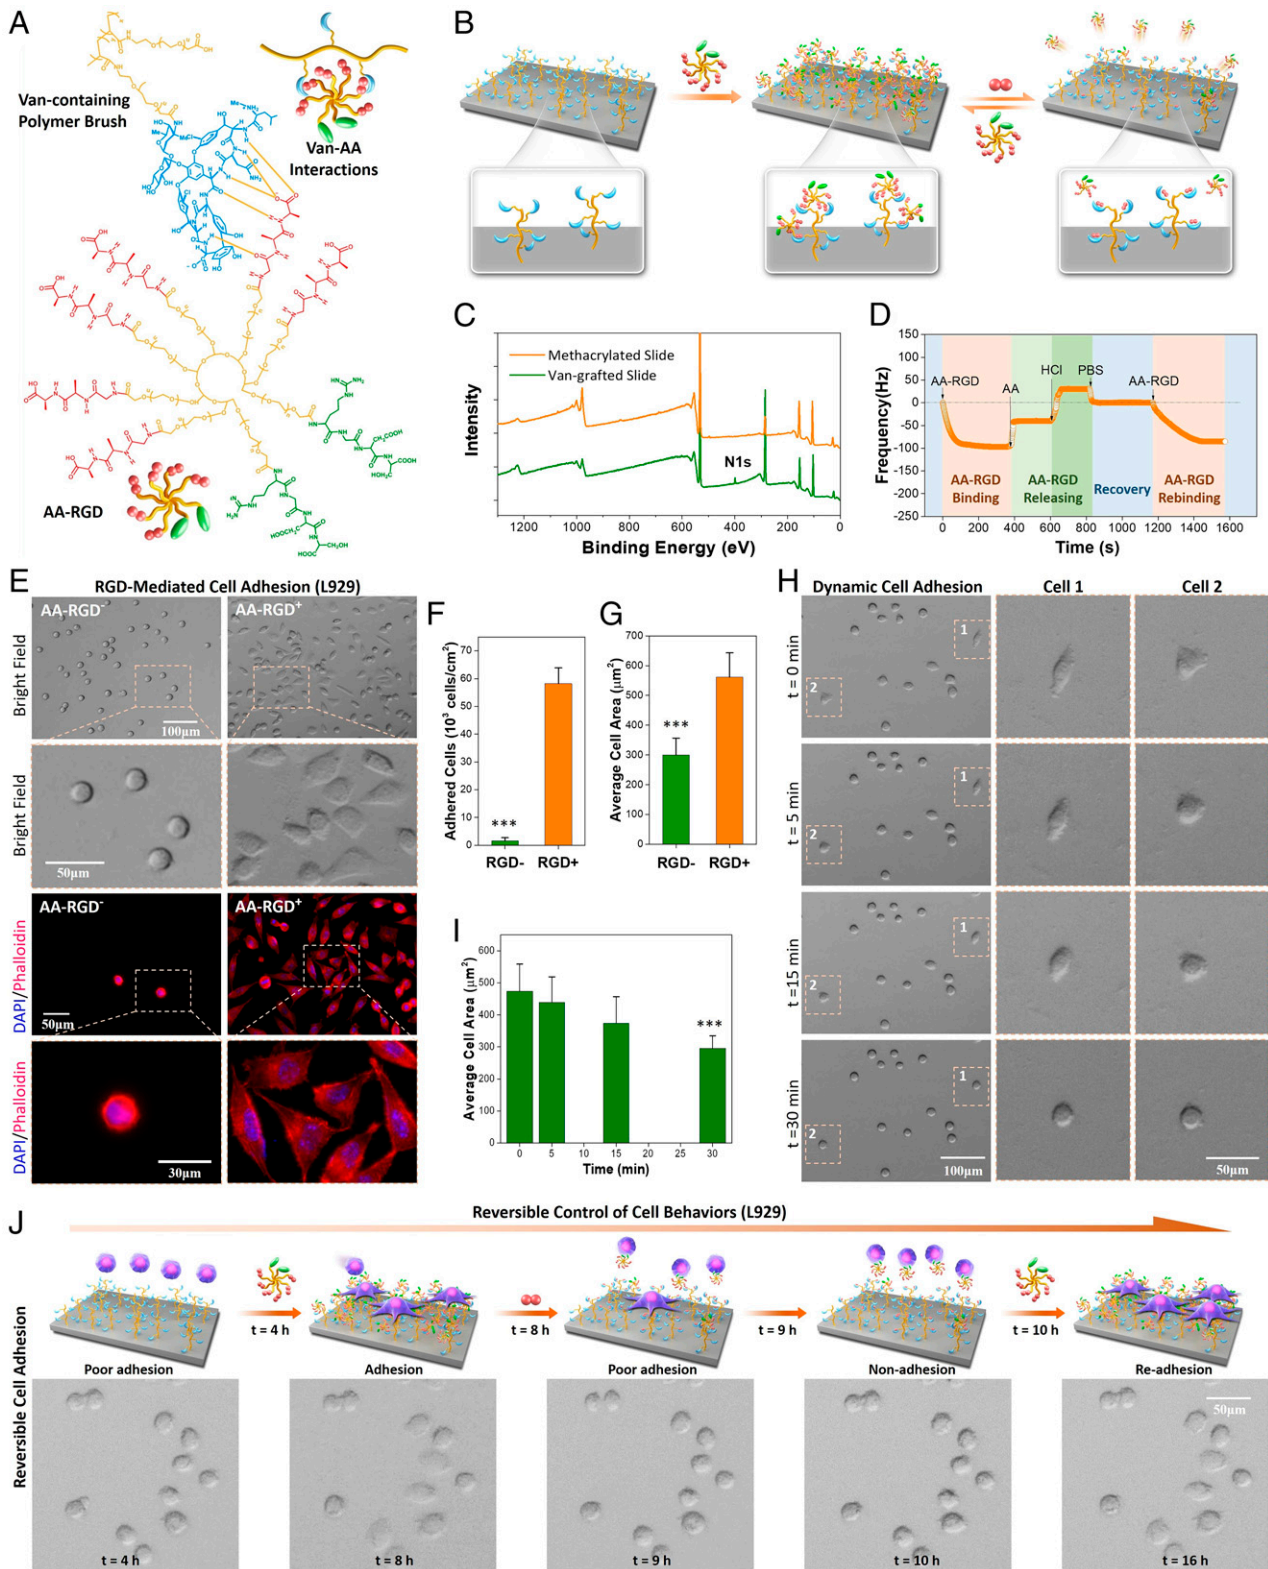 A
Van-containing
Polymer Brush
Van-AA
Interactions
AA-RGD
B
C
Methacrylated Slide
Van-grafted Slide
N1s
Intensity
1000
800
600
400
200
0
Binding Energy (eV)
D
150
100
50
0
-50
-100
-150
-200
-250
Frequency(Hz)
AA-RGD
AA
HCl
PBS
AA-RGD
AA-RGD
Binding
AA-RGD
Releasing
Recovery
AA-RGD
Rebinding
0
200
400
600
800
1000
1200
1400
1600
Time (s)
E
RGD-Mediated Cell Adhesion (L929)
Bright Field
AA-RGD-
AA-RGD+
100μm
Bright Field
50μm
DAPI/Phalloidin
AA-RGD-
AA-RGD+
50μm
DAPI/Phalloidin
30μm
F
Adhered Cells (10³ cells/cm²)
70
60
50
40
30
20
10
0
***
RGD-
RGD+
G
Average Cell Area (μm²)
700
600
500
400
300
200
100
0
***
RGD-
RGD+
I
Average Cell Area (μm²)
600
500
400
300
200
100
0
***
0
5
10
15
20
25
30
Time (min)
H
Dynamic Cell Adhesion
Cell 1
Cell 2
t = 0 min
1
2
t = 5 min
1
2
t =15 min
1
2
t =30 min
1
2
100μm
50μm
J
Reversible Control of Cell Behaviors (L929)
t = 4 h
t = 8 h
t = 9 h
t = 10 h
Reversible Cell Adhesion
Poor adhesion
Adhesion
Poor adhesion
Non-adhesion
Re-adhesion
50μm
t = 4 h
t = 8 h
t = 9 h
t = 10 h
t = 16 h